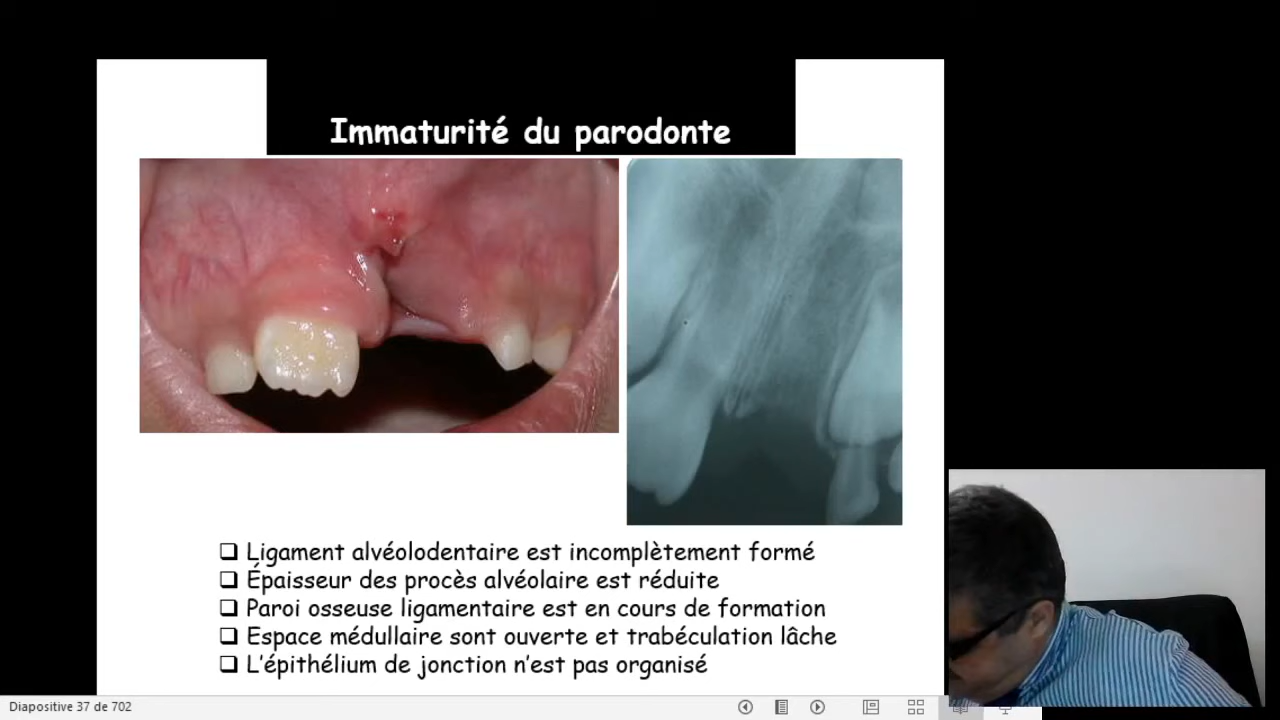 Immaturité du parodonte
❑ Ligament alvéolodentaire est incomplètement formé
❑ Épaisseur des procès alvéolaire est réduite
❑ Paroi osseuse ligamentaire est en cours de formation
❑ Espace médullaire sont ouverte et trabéculation lâche
❑ L'épithélium de jonction n'est pas organisé
Diapositive 37 de 702